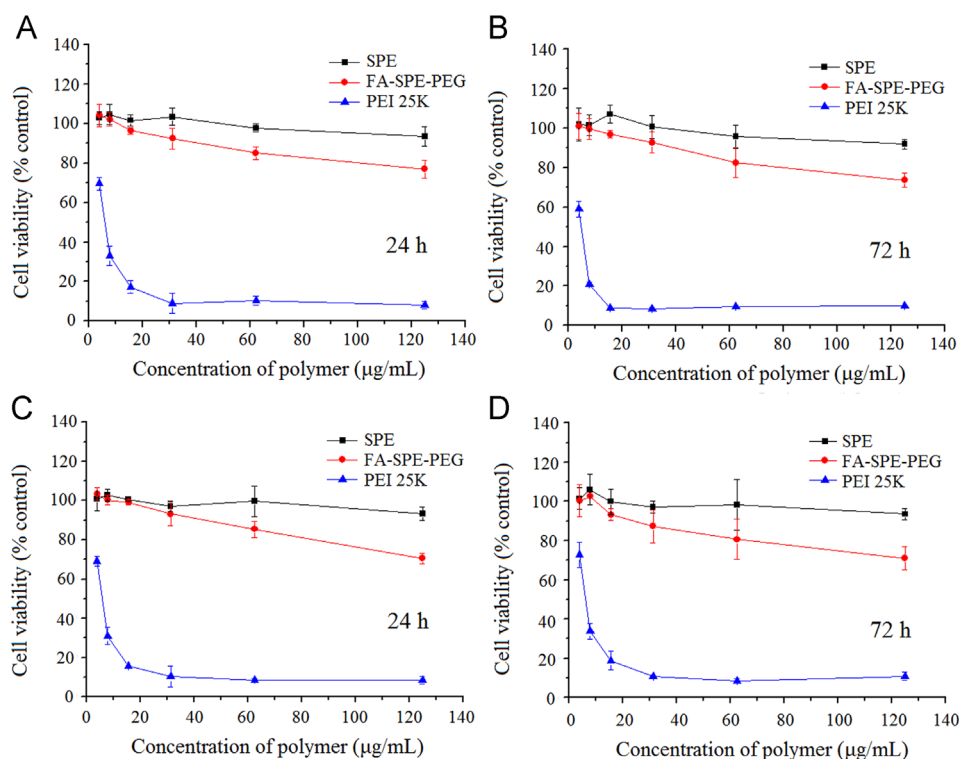 A
140
120
100
80
60
40
20
0
Cell viability (% control)
SPE
FA-SPE-PEG
PEI 25K
24 h
0 20 40 60 80 100 120 140
Concentration of polymer (μg/mL)
B
140
120
100
80
60
40
20
0
Cell viability (% control)
SPE
FA-SPE-PEG
PEI 25K
72 h
0 20 40 60 80 100 120 140
Concentration of polymer (μg/mL)
C
140
120
100
80
60
40
20
0
Cell viability (% control)
SPE
FA-SPE-PEG
PEI 25K
24 h
0 20 40 60 80 100 120 140
Concentration of polymer (μg/mL)
D
140
120
100
80
60
40
20
0
Cell viability (% control)
SPE
FA-SPE-PEG
PEI 25K
72 h
0 20 40 60 80 100 120 140
Concentration of polymer (μg/mL)